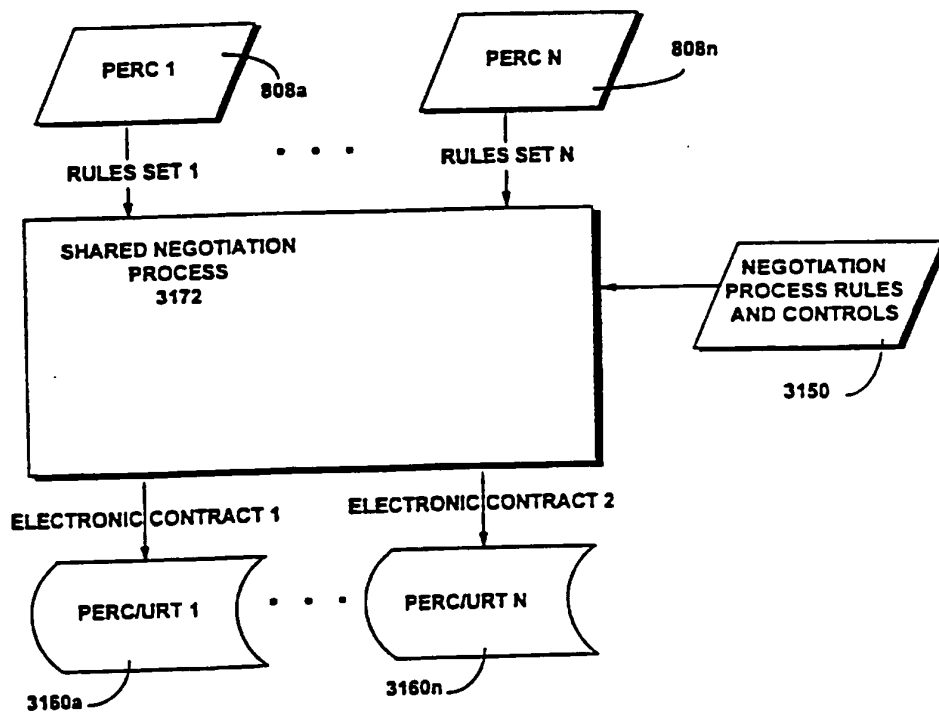 PERC 1
808a
PERC N
808n
RULES SET 1
RULES SET N
SHARED NEGOTIATION
PROCESS
3172
NEGOTIATION
PROCESS RULES
AND CONTROLS
3150
ELECTRONIC CONTRACT 1
ELECTRONIC CONTRACT 2
PERC/URT 1
PERC/URT N
3160a
3160n